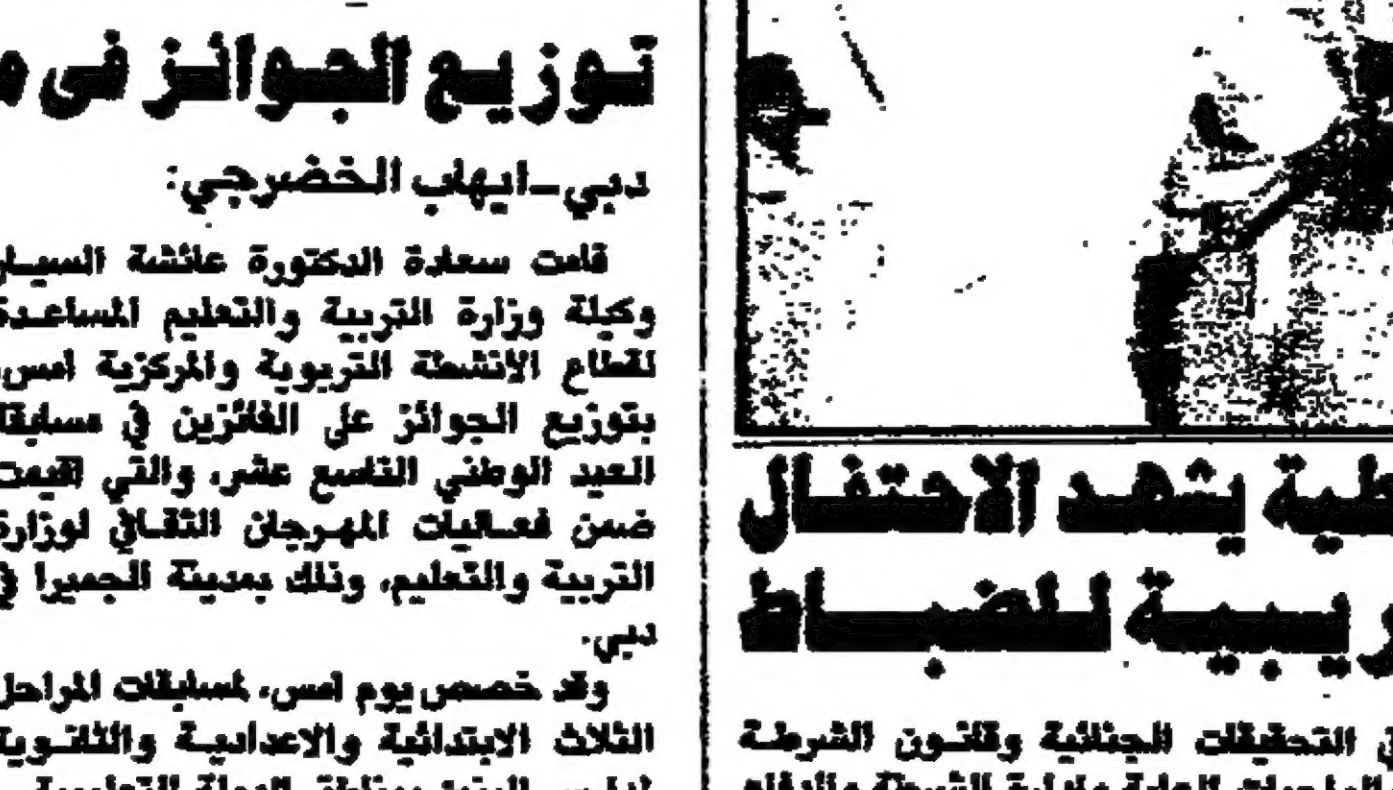 توزيع الجوائز في
دبي - ايهاب الخضرجي:
قامت سعادة الدكتورة عائشة السيار
وكيلة وزارة التربية والتعليم المساعدة
لقطاع الانشطة التربوية والمركزية امس،
بتوزيع الجوائز على الفائزين في مسابقا
العيد الوطني التاسع عشر، والتي اقيمت
ضمن فعاليات المهرجان الثقافي لوزارة
التربية والتعليم، وذلك بمدينة الجميرا في
دبي.
وقد خصص يوم امس، لمسابقات المراحل
الثلاث الابتدائية والاعدادية والثانوية
يشهد الاحتفال
للضباط
التحقيقات الجنائية وقانون الشرطة